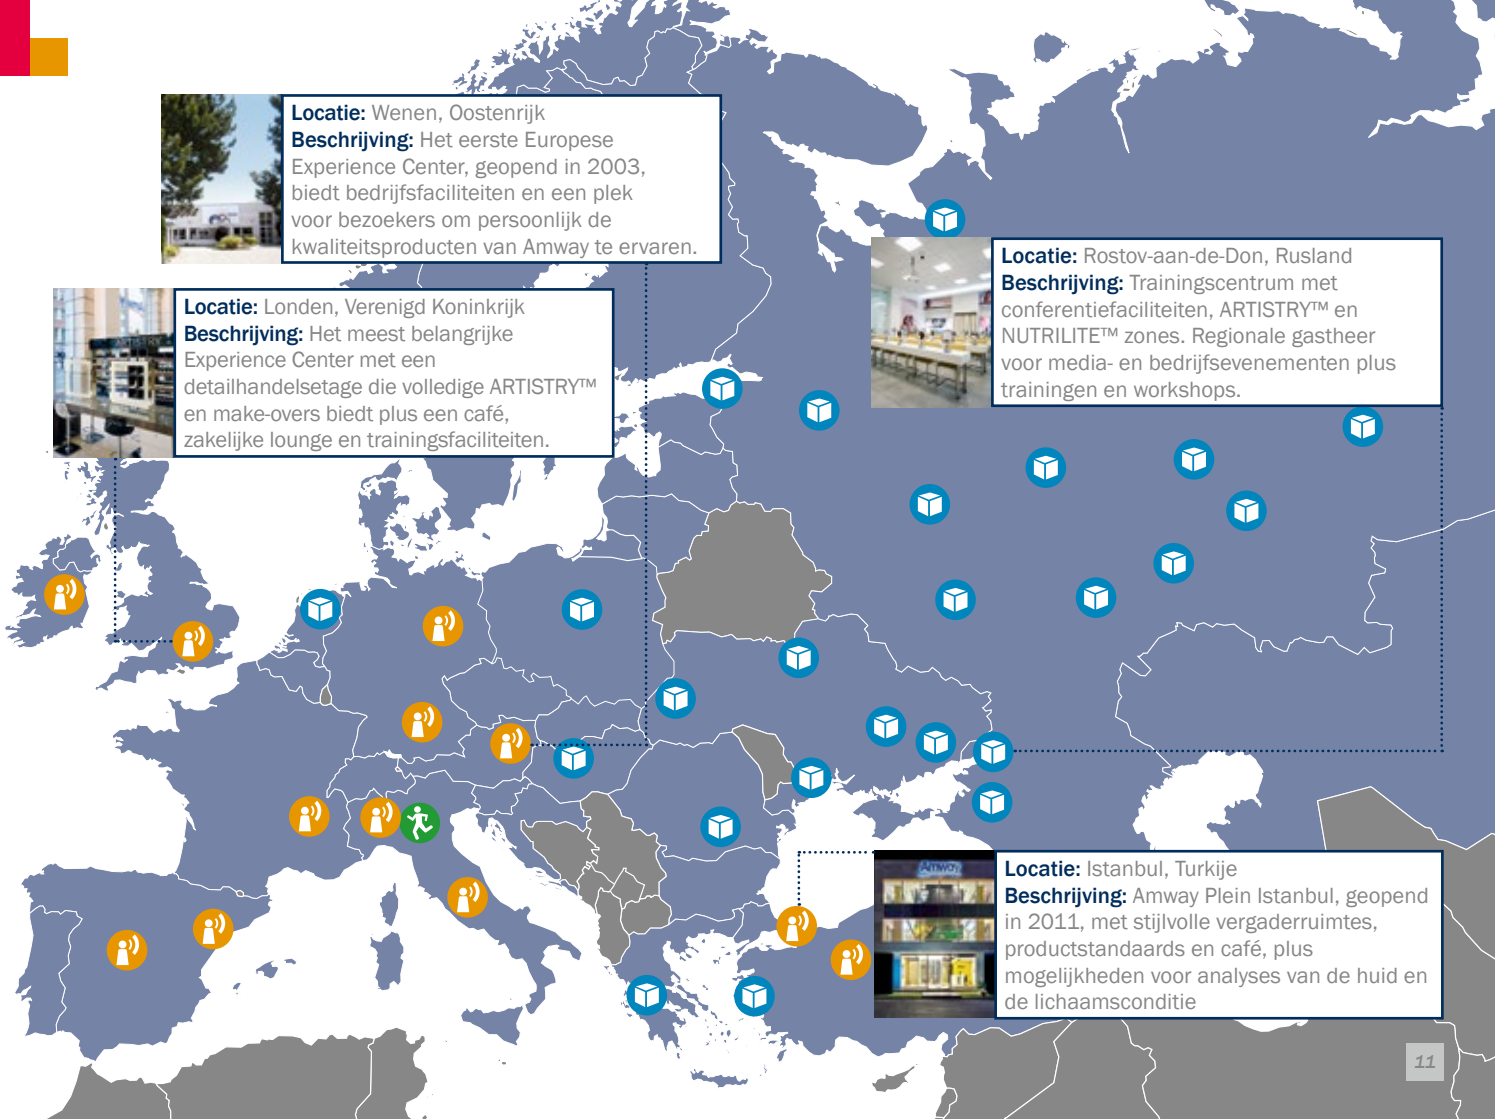 Locatie: Wenen, Oostenrijk
Beschrijving: Het eerste Europese
Experience Center, geopend in 2003,
biedt bedrijfsfaciliteiten en een plek
voor bezoekers om persoonlijk de
kwaliteitsproducten van Amway te ervaren.
Locatie: Londen, Verenigd Koninkrijk
Beschrijving: Het meest belangrijke
Experience Center met een
detailhandelsetage die volledige ARTISTRY™
en make-overs biedt plus een café,
zakelijke lounge en trainingsfaciliteiten.
ARTISTRY
Locatie: Rostov-aan-de-Don, Rusland
Beschrijving: Trainingscentrum met
conferentiefaciliteiten, ARTISTRY™ en
NUTRILITE™ zones. Regionale gastheer
voor media- en bedrijfsevenementen plus
trainingen en workshops.
Amway
Locatie: Istanbul, Turkije
Beschrijving: Amway Plein Istanbul, geopend
in 2011, met stijlvolle vergaderruimtes,
productstandaards en café, plus
mogelijkheden voor analyses van de huid en
de lichaamsconditie
11